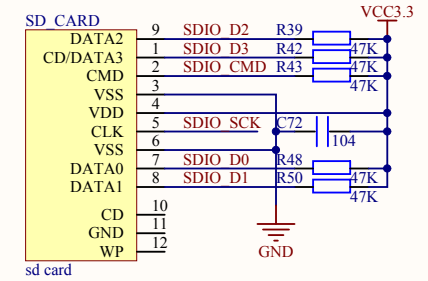 VCC3.3
SD_CARD
DATA2 9 SDIO_D2 R39
47K
CD/DATA3 1 SDIO_D3 R42
47K
CMD 2 SDIO_CMD R43
47K
VSS 3
VDD 4
CLK 5 SDIO_SCK C72
104
VSS 6
DATA0 7 SDIO_D0 R48
47K
DATA1 8 SDIO_D1 R50
47K
CD 10
GND 11
WP 12
GND
sd card